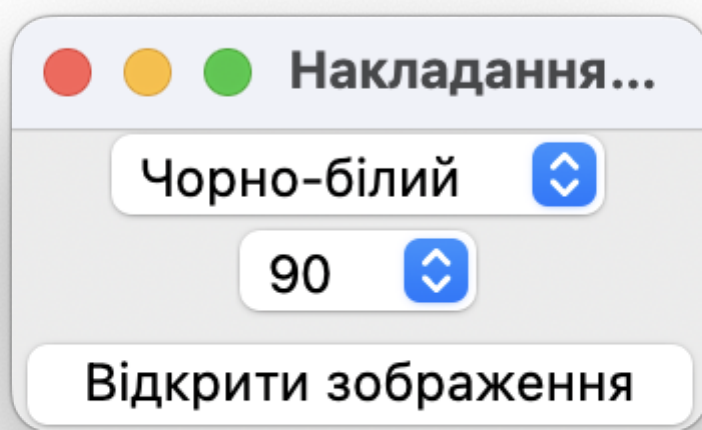 Накладання...
Чорно-білий
90
Відкрити зображення